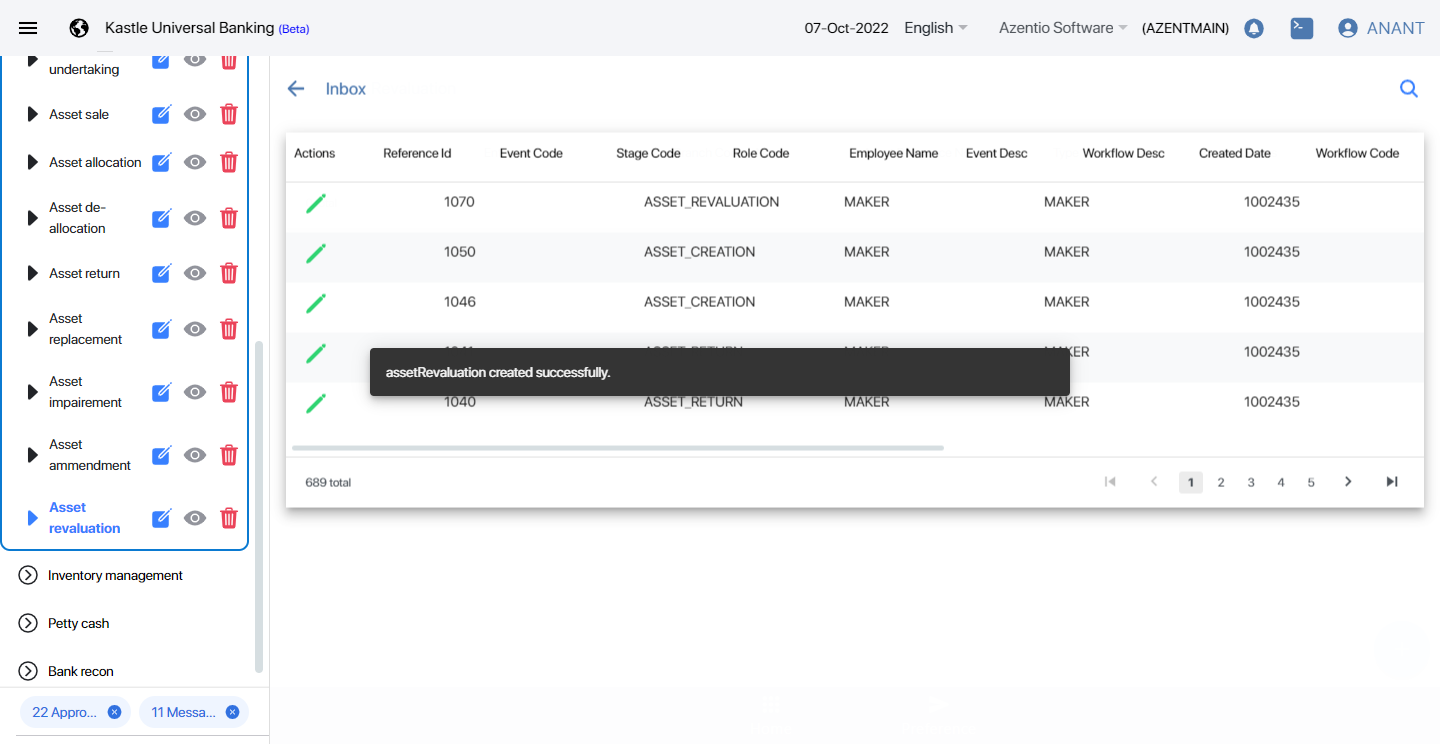 Kastle Universal Banking (Beta)
07-Oct-2022 English Azentio Software (AZENTMAIN) ANANT
undertaking
Asset sale
Asset allocation
Asset de-
allocation
Asset return
Asset
replacement
Asset
impairement
Asset
ammendment
Asset
revaluation
Inventory management
Petty cash
Bank recon
22 Appro...
11 Messa...
Inbox
Actions Reference Id Event Code Stage Code Role Code Employee Name Event Desc Workflow Desc Created Date Workflow Code
1070 ASSET_REVALUATION MAKER MAKER 1002435
1050 ASSET_CREATION MAKER MAKER 1002435
1046 ASSET_CREATION MAKER MAKER 1002435
ASSET_RETURN MAKER MAKER 1002435
assetRevaluation created successfully.
1040 ASSET_RETURN MAKER MAKER 1002435
689 total
1 2 3 4 5